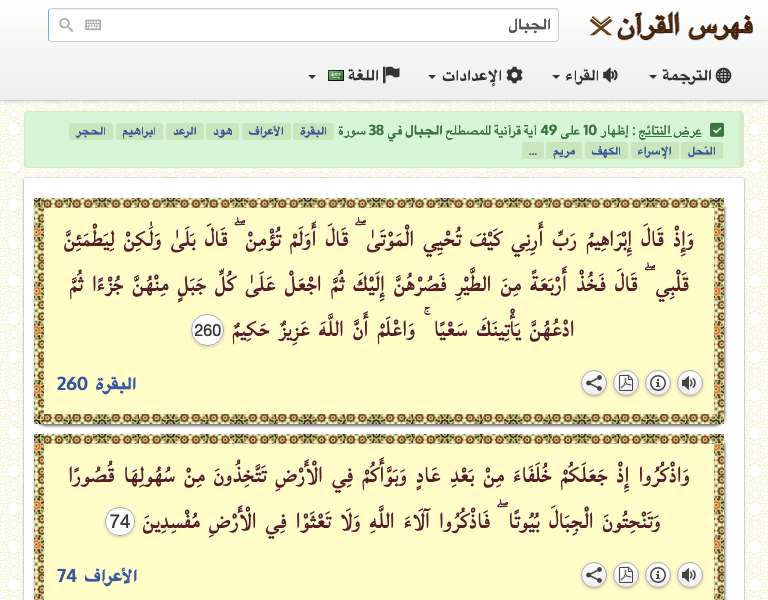 فهرس القرآن
الجبال
الترجمة القراء الإعدادات اللغة
عرض النتائج : إظهار 10 على 49 آية قرآنية للمصطلح الجبال في 38 سورة البقرة الأعراف هود الرعد ابراهيم الحجر
النحل الإسراء الكهف مريم ...
وَإِذْ قَالَ إِبْرَاهِيمُ رَبِّ أَرِنِي كَيْفَ تُحْيِي الْمَوْتَىٰ ۖ قَالَ أَوَلَمْ تُؤْمِنْ ۖ قَالَ بَلَىٰ وَلَٰكِنْ لِيَطْمَئِنَّ
قَلْبِي ۖ قَالَ فَخُذْ أَرْبَعَةً مِنَ الطَّيْرِ فَصُرْهُنَّ إِلَيْكَ ثُمَّ اجْعَلْ عَلَىٰ كُلِّ جَبَلٍ مِنْهُنَّ جُزْءًا ثُمَّ
ادْعُهُنَّ يَأْتِينَكَ سَعْيًا ۚ وَاعْلَمْ أَنَّ اللَّهَ عَزِيزٌ حَكِيمٌ 260
البقرة 260
وَاذْكُرُوا إِذْ جَعَلَكُمْ خُلَفَاءَ مِنْ بَعْدِ عَادٍ وَبَوَّأَكُمْ فِي الْأَرْضِ تَتَّخِذُونَ مِنْ سُهُولِهَا قُصُورًا
وَتَنْحِتُونَ الْجِبَالَ بُيُوتًا ۖ فَاذْكُرُوا آلَاءَ اللَّهِ وَلَا تَعْثَوْا فِي الْأَرْضِ مُفْسِدِينَ 74
الأعراف 74